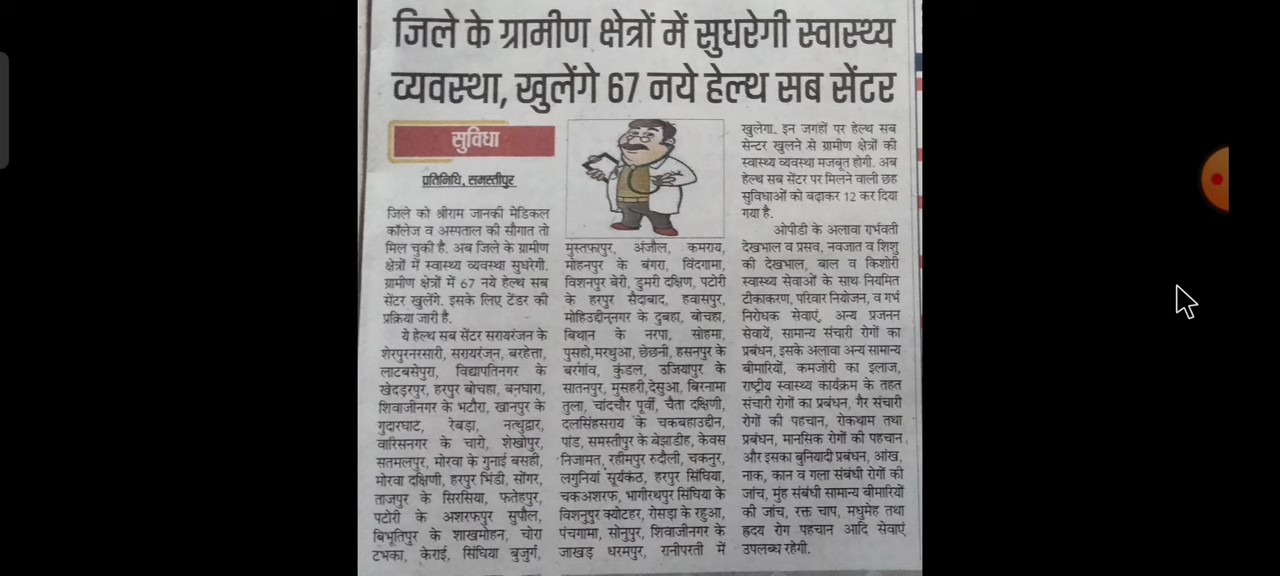 जिले के ग्रामीण क्षेत्रों में सुधरेगी स्वास्थ्य
व्यवस्था, खुलेंगे 67 नये हेल्थ सब सेंटर
सुविधा
प्रतिनिधि, समस्तीपुर
जिले को श्रीराम जानकी मेडिकल
कॉलेज व अस्पताल की सौगात तो
मिल चुकी है. अब जिले के ग्रामीण
क्षेत्रों में स्वास्थ्य व्यवस्था सुधरेगी.
ग्रामीण क्षेत्रों में 67 नये हेल्थ सब
सेंटर खुलेंगे. इसके लिए टेंडर की
प्रक्रिया जारी है.
ये हेल्थ सब सेंटर सरायरंजन के
शेरपुरनरसारी, सरायरंजन, बरहेत्ता,
लाटबसेपुरा, विद्यापतिनगर के
खेदड़रपुर, हरपुर बोचहा, बनघारा,
शिवाजीनगर के भटौरा, खानपुर के
गुदारघाट, रेबड़ा, नत्थुद्वार,
वारिसनगर के चारो, शेखोपुर,
सतमलपुर, मोरवा के गुनाई बसही,
मोरवा दक्षिणी, हरपुर भिंडी, सोंगर,
ताजपुर के सिरसिया, फतेहपुर,
पटोरी के अशरफपुर सुपौल,
बिभूतिपुर के शाखमोहन, चोरा
टभका, केराई, सिंघिया बुजुर्ग,
मुस्तफापुर, अंजौल, कमराय,
मोहनपुर के बंगरा, विंदगामा,
विशनपुर बेरी, डुमरी दक्षिण, पटोरी
के हरपुर सैदाबाद, हवासपुर,
मोहिउद्दीननगर के दुबहा, बोचहा,
बिथान के नरपा, सोहमा,
पुसहो,मरथुआ, छेछनी, हसनपुर के
बरगांव, कुंडल, उजियापुर के
सातनपुर, मुसहरी,देसुआ, बिरनामा
तुला, चांदचौर पूर्वी, चैता दक्षिणी,
दलसिंहसराय के चकबहाउद्दीन,
पांड, समस्तीपुर के बेझाडीह, केवस
निजामत, रहीमपुर रुदौली, चकनुर,
लगुनियां सूर्यकंठ, हरपुर सिंघिया,
चकअशरफ, भागीरथपुर सिंघिया के
विशनुपुर क्योटहर, रोसड़ा के रहुआ,
पंचगामा, सोनुपुर, शिवाजीनगर के
जाखड़ धरमपुर, रानीपरती में
खुलेगा. इन जगहों पर हेल्थ सब
सेन्टर खुलने से ग्रामीण क्षेत्रों की
स्वास्थ्य व्यवस्था मजबूत होगी. अब
हेल्थ सब सेंटर पर मिलने वाली छह
सुविधाओं को बढ़ाकर 12 कर दिया
गया है.
ओपीडी के अलावा गर्भवती
देखभाल व प्रसव, नवजात व शिशु
की देखभाल, बाल व किशोरी
स्वास्थ्य सेवाओं के साथ नियमित
टीकाकरण, परिवार नियोजन, व गर्भ
निरोधक सेवाएं, अन्य प्रजनन
सेवायें, सामान्य संचारी रोगों का
प्रबंधन, इसके अलावा अन्य सामान्य
बीमारियों, कमजोरी का इलाज,
राष्ट्रीय स्वास्थ्य कार्यक्रम के तहत
संचारी रोगों का प्रबंधन, गैर संचारी
रोगों की पहचान, रोकथाम तथा
प्रबंधन, मानसिक रोगों की पहचान
और इसका बुनियादी प्रबंधन, आंख,
नाक, कान व गला संबंधी रोगों की
जांच, मुंह संबंधी सामान्य बीमारियों
की जांच, रक्त चाप, मधुमेह तथा
ह्रदय रोग पहचान आदि सेवाएं
उपलब्ध रहेगी.